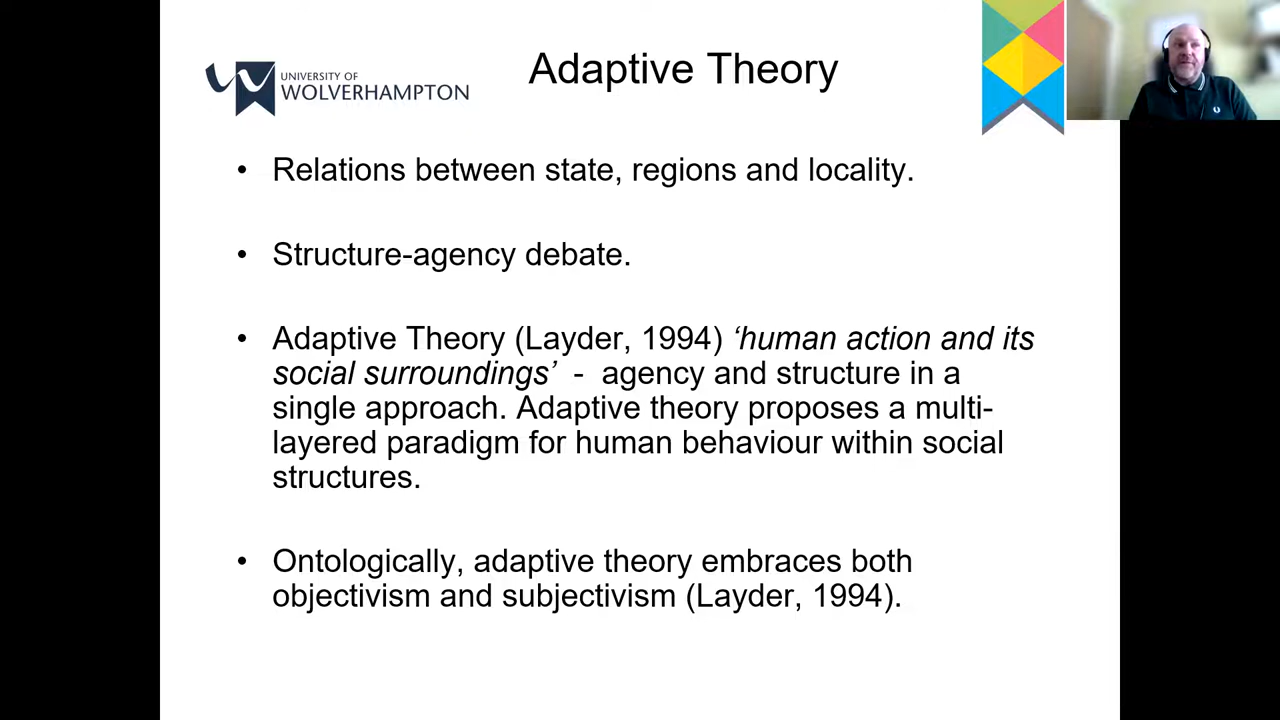 UNIVERSITY OF
WOLVERHAMPTON
Adaptive Theory
• Relations between state, regions and locality.
• Structure-agency debate.
• Adaptive Theory (Layder, 1994) ‘human action and its
social surroundings’ - agency and structure in a
single approach. Adaptive theory proposes a multi-
layered paradigm for human behaviour within social
structures.
• Ontologically, adaptive theory embraces both
objectivism and subjectivism (Layder, 1994).